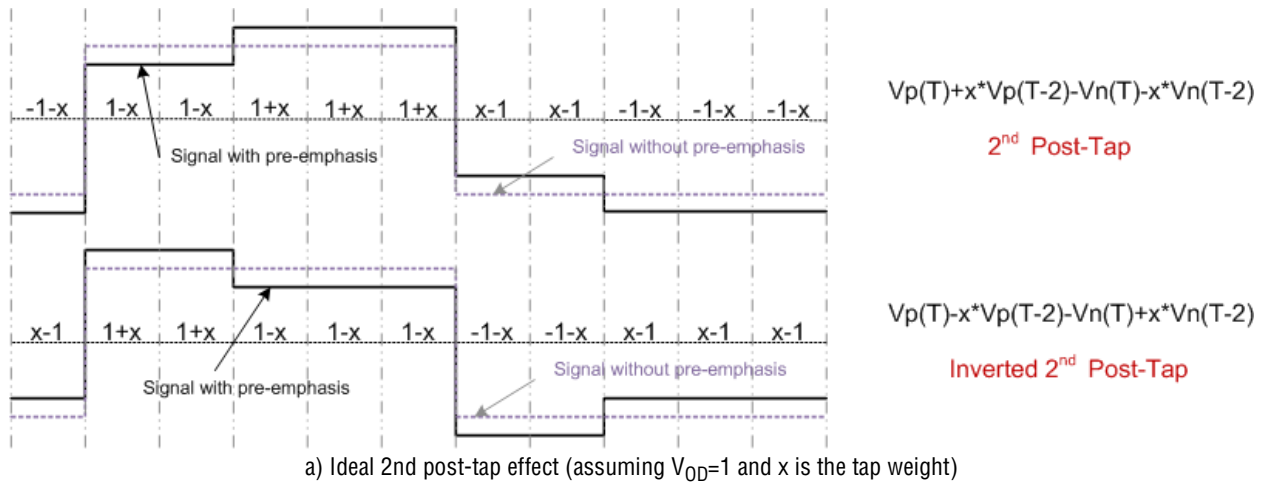 -1-x 1-x 1-x 1+x 1+x 1+x x-1 x-1 -1-x -1-x -1-x
Signal with pre-emphasis
Signal without pre-emphasis
Vp(T)+x*Vp(T-2)-Vn(T)-x*Vn(T-2)
2nd Post-Tap
x-1 1+x 1+x 1-x 1-x 1-x -1-x -1-x x-1 x-1 x-1
Signal with pre-emphasis
Signal without pre-emphasis
Vp(T)-x*Vp(T-2)-Vn(T)+x*Vn(T-2)
Inverted 2nd Post-Tap
a) Ideal 2nd post-tap effect (assuming VOD=1 and x is the tap weight)